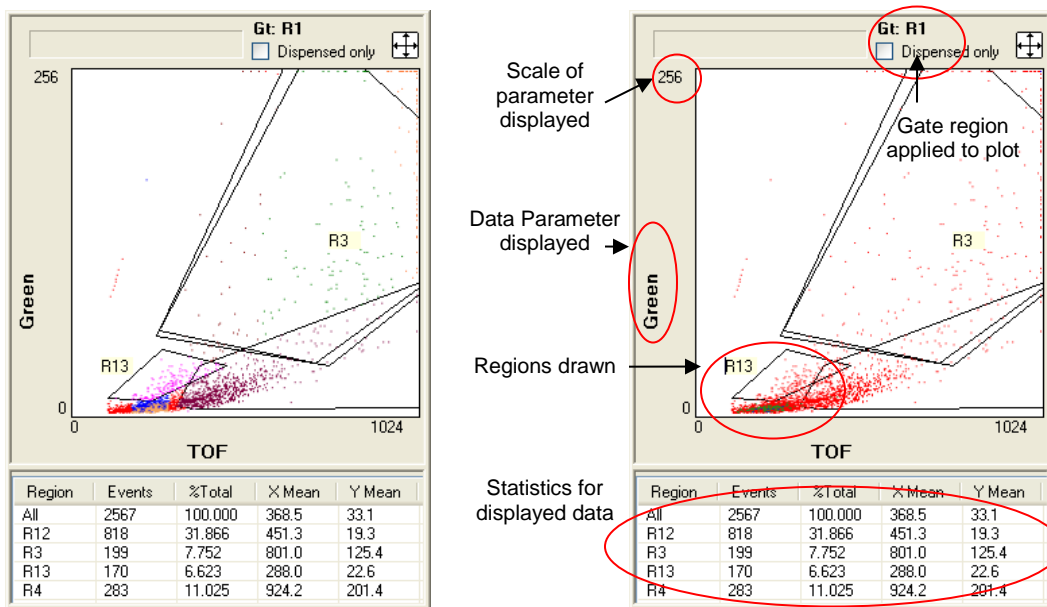 Gt: R1
Dispensed only
256
R3
Green
R13
0
0
1024
TOF
Region Events %Total X Mean Y Mean
All 2567 100.000 368.5 33.1
R12 818 31.866 451.3 19.3
R3 199 7.752 801.0 125.4
R13 170 6.623 288.0 22.6
R4 283 11.025 924.2 201.4
Scale of
parameter
displayed
Data Parameter
displayed
Regions drawn
Statistics for
displayed data
Gt: R1
Dispensed only
256
Gate region
applied to plot
R3
Green
R13
0
0
1024
TOF
Region Events %Total X Mean Y Mean
All 2567 100.000 368.5 33.1
R12 818 31.866 451.3 19.3
R3 199 7.752 801.0 125.4
R13 170 6.623 288.0 22.6
R4 283 11.025 924.2 201.4